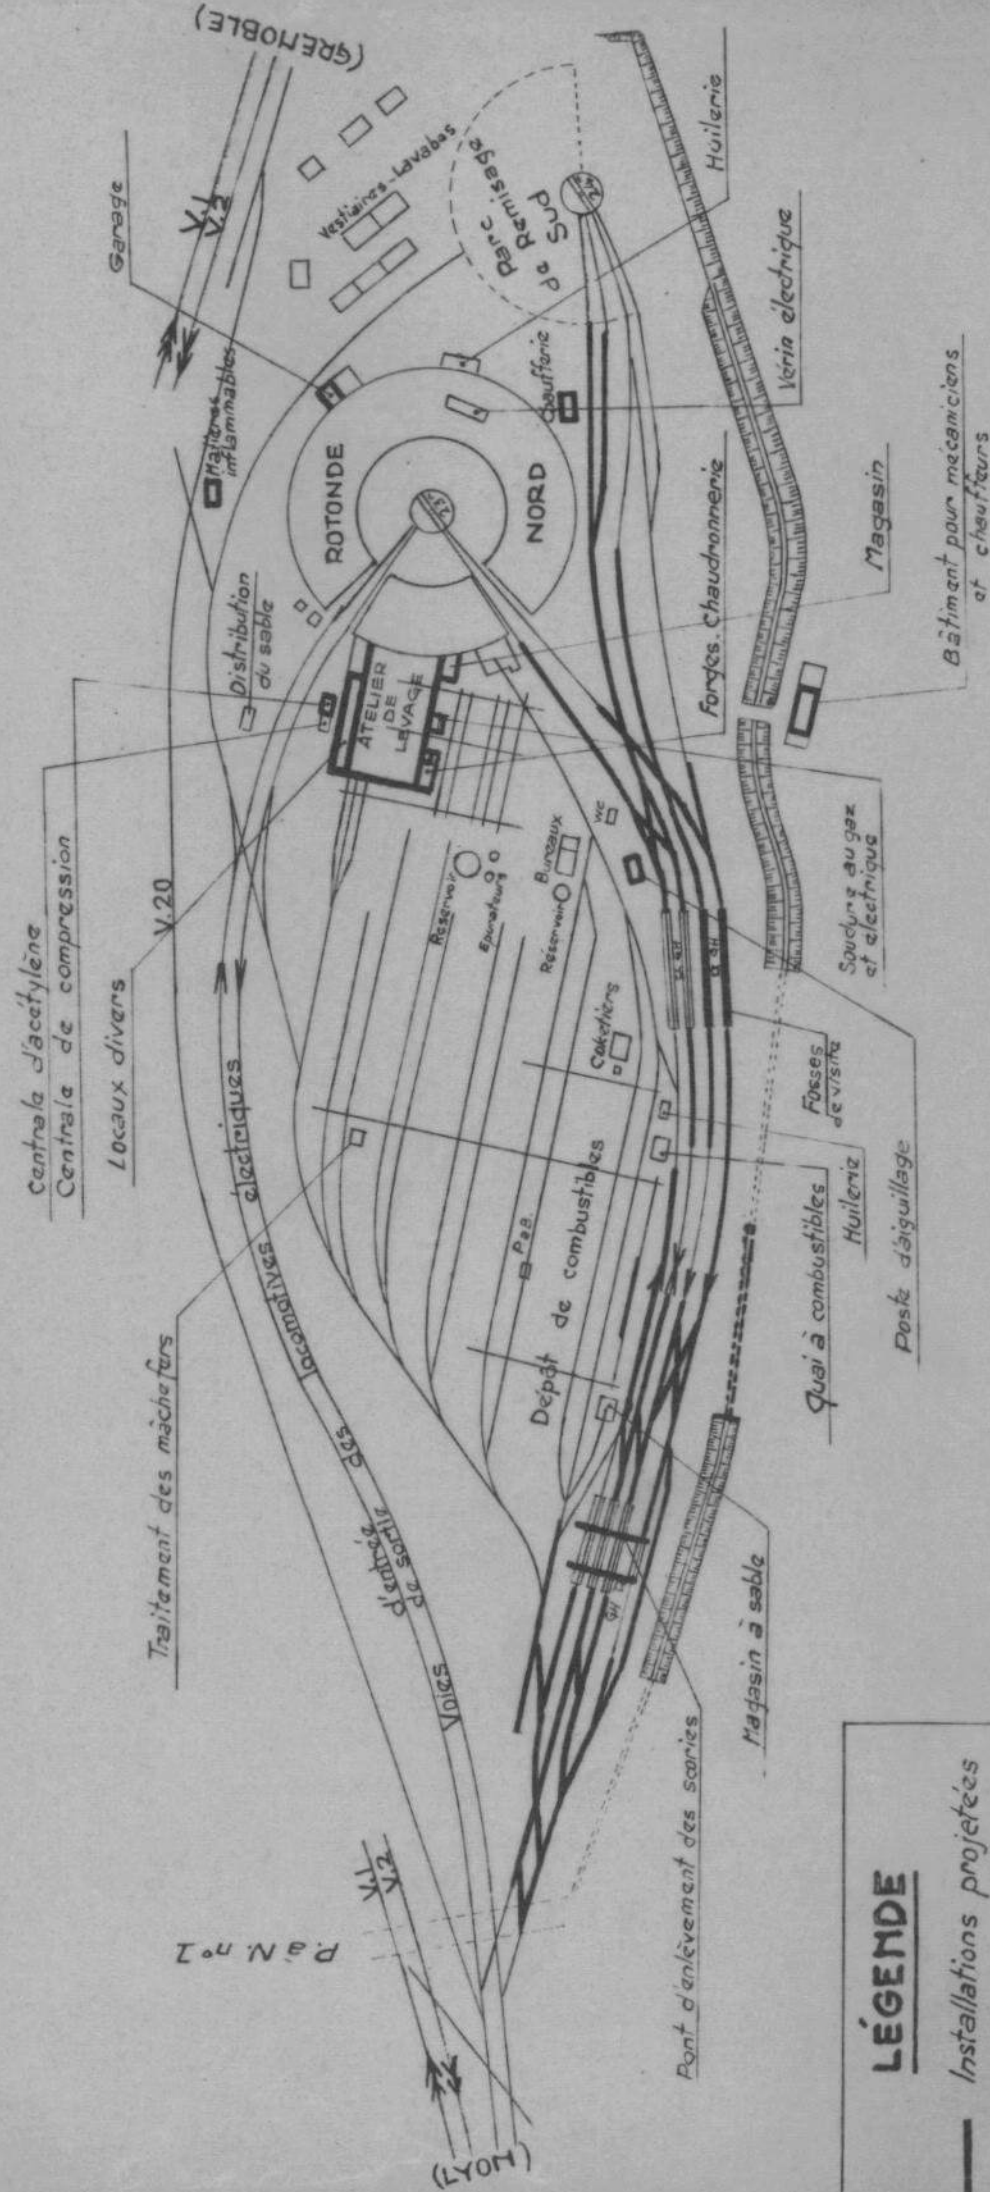 (GRENOBLE)
V.1
V.2
Garage
Vestiaires-Lavabos
Parc
de Remisage
Sud
24m
Huilerie
Matières
inflammables
ROTONDE
NORD
23m
Chaufferie
Vérin électrique
Centrale d'acétylène
Centrale de compression
Locaux divers
V.20
Distribution
du sable
ATELIER
DE
LEVAGE
Forges. Chaudronnerie
Magasin
Bâtiment pour mécaniciens
et chauffeurs
Réservoir
Epurateurs
Réservoir
Bureaux
WC
Soudure au gaz
et électrique
Caketiers
Fosses
de visite
Huilerie
Poste d'aiguillage
Quai à combustibles
Traitement des mâchefers
P à B.
Dépôt de combustibles
Voies d'entrée des locomotives électriques
de sortie
Magasin à sable
GH
Pont d'enlèvement des scories
P.à N. n°1
V.1
V.2
(LYON)
LÉGENDE
Installations projetées